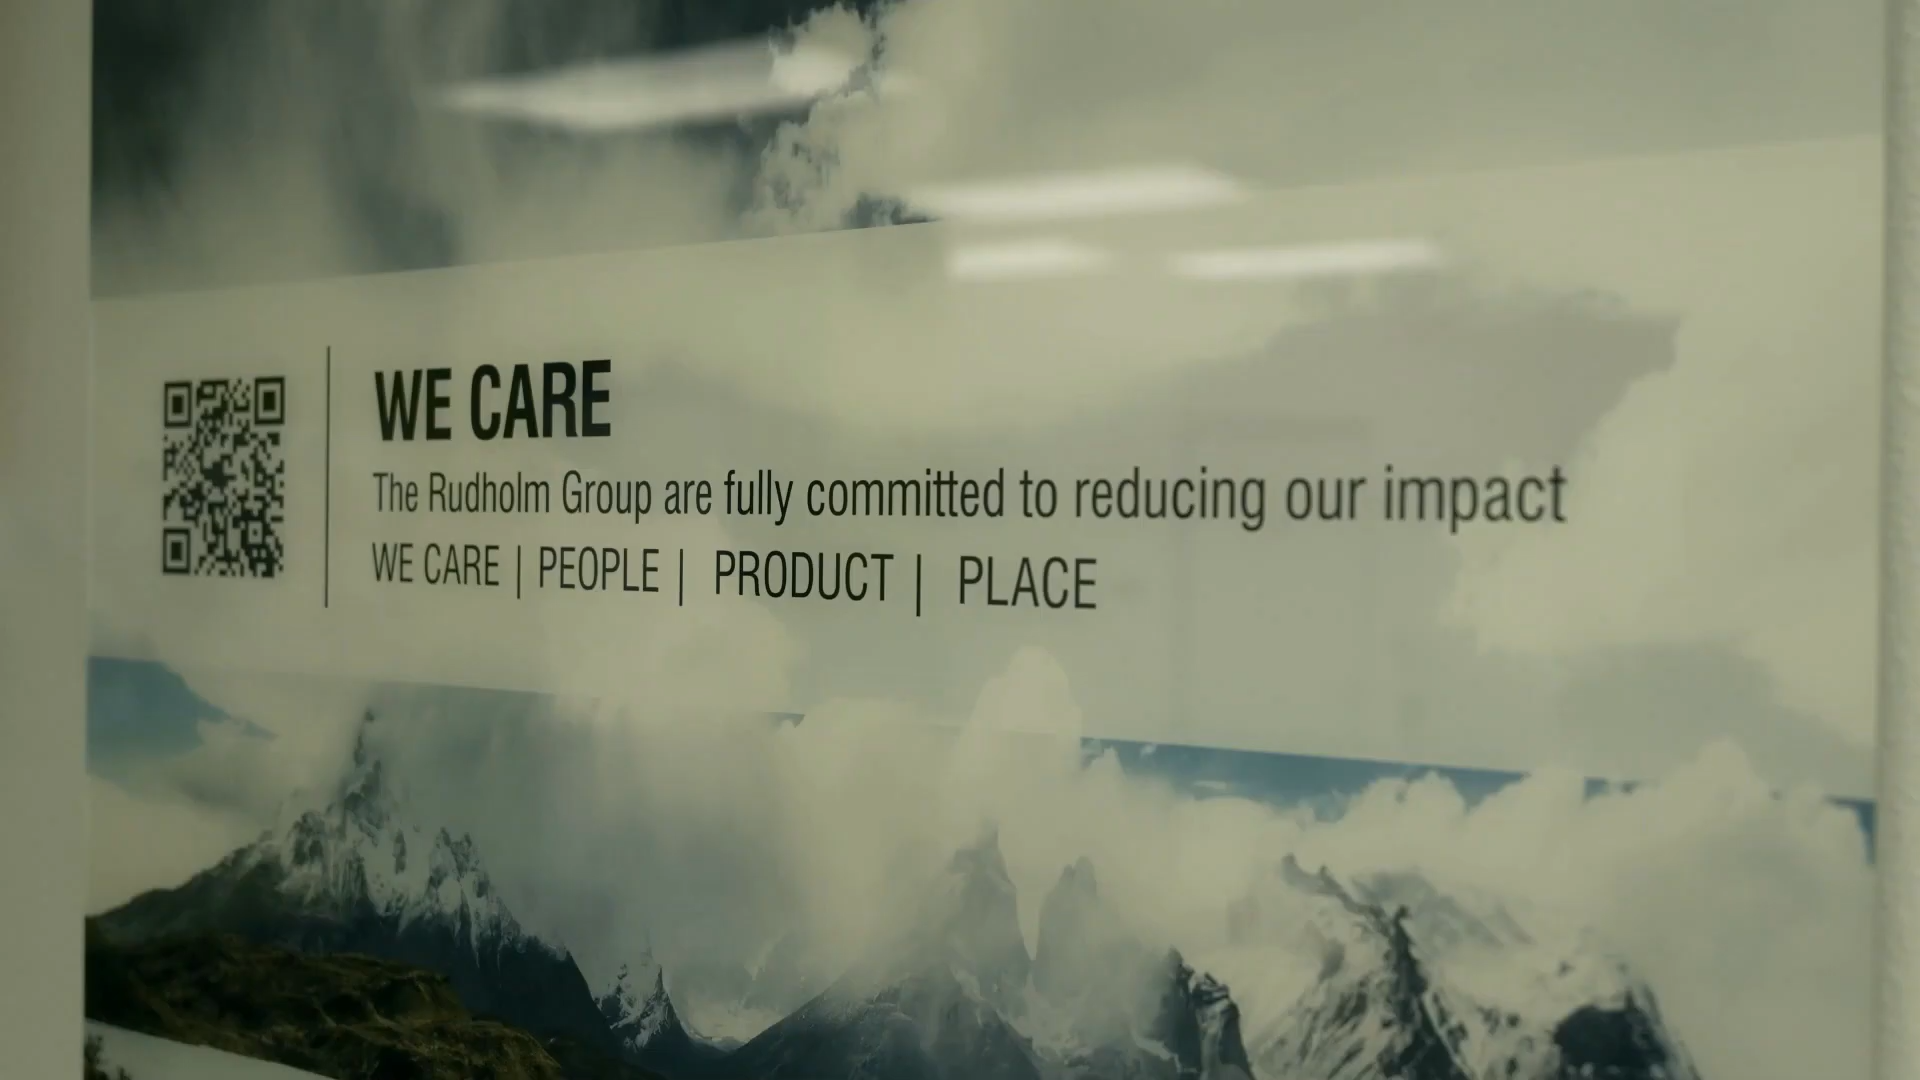 WE CARE
The Rudholm Group are fully committed to reducing our impact
WE CARE | PEOPLE | PRODUCT | PLACE